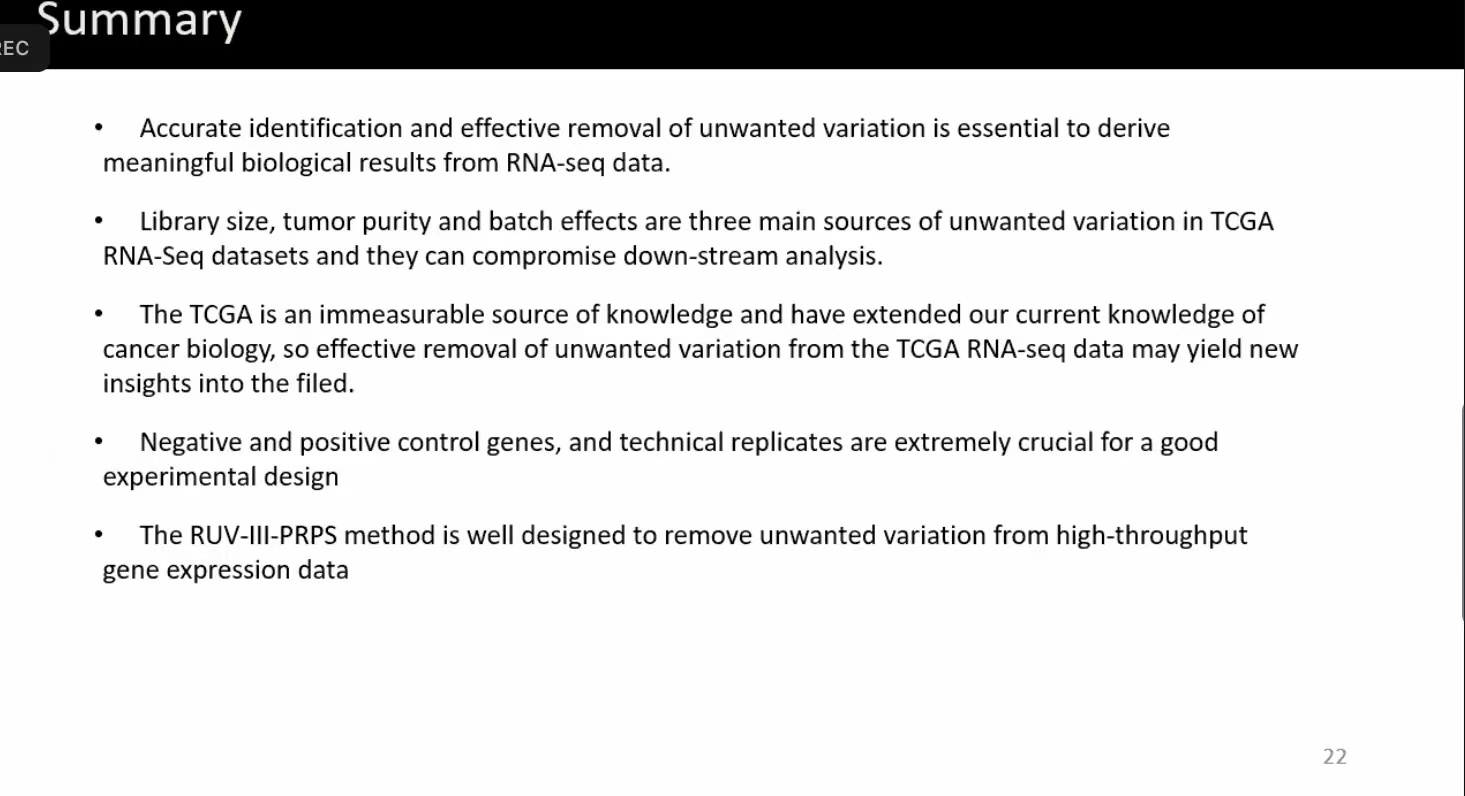 Summary
EC
• Accurate identification and effective removal of unwanted variation is essential to derive
meaningful biological results from RNA-seq data.
• Library size, tumor purity and batch effects are three main sources of unwanted variation in TCGA
RNA-Seq datasets and they can compromise down-stream analysis.
• The TCGA is an immeasurable source of knowledge and have extended our current knowledge of
cancer biology, so effective removal of unwanted variation from the TCGA RNA-seq data may yield new
insights into the filed.
• Negative and positive control genes, and technical replicates are extremely crucial for a good
experimental design
• The RUV-III-PRPS method is well designed to remove unwanted variation from high-throughput
gene expression data
22